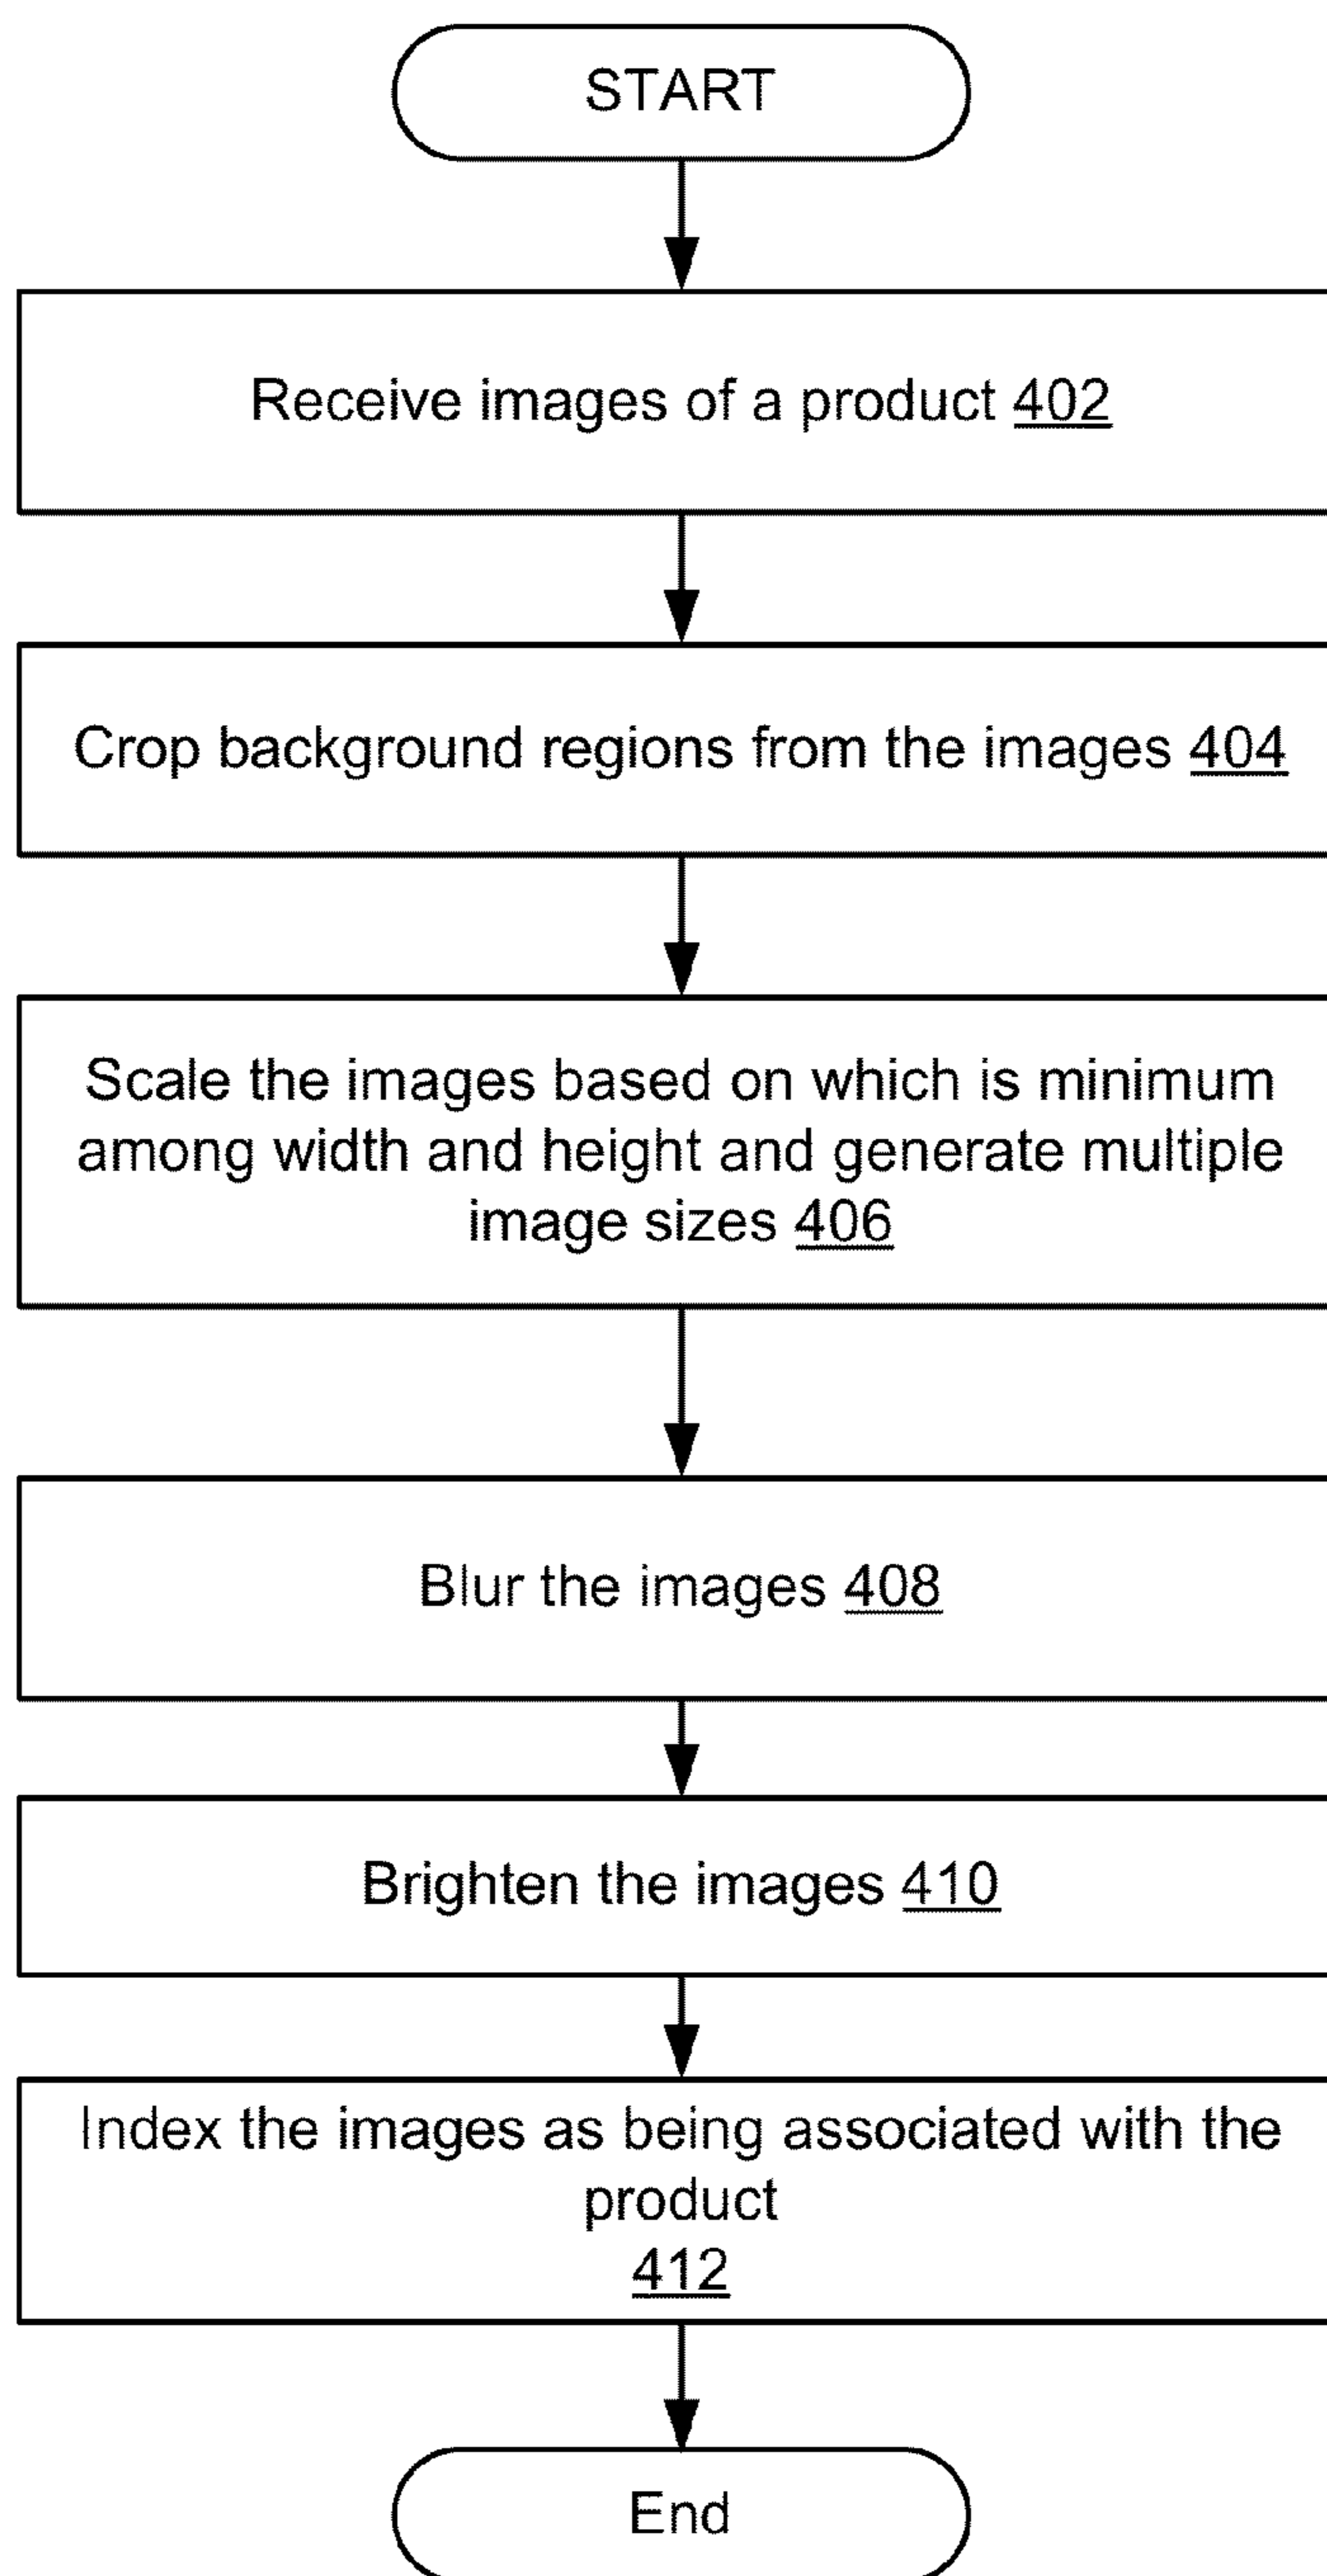 START
Receive images of a product 402
Crop background regions from the images 404
Scale the images based on which is minimum
among width and height and generate multiple
image sizes 406
Blur the images 408
Brighten the images 410
Index the images as being associated with the
product
412
End